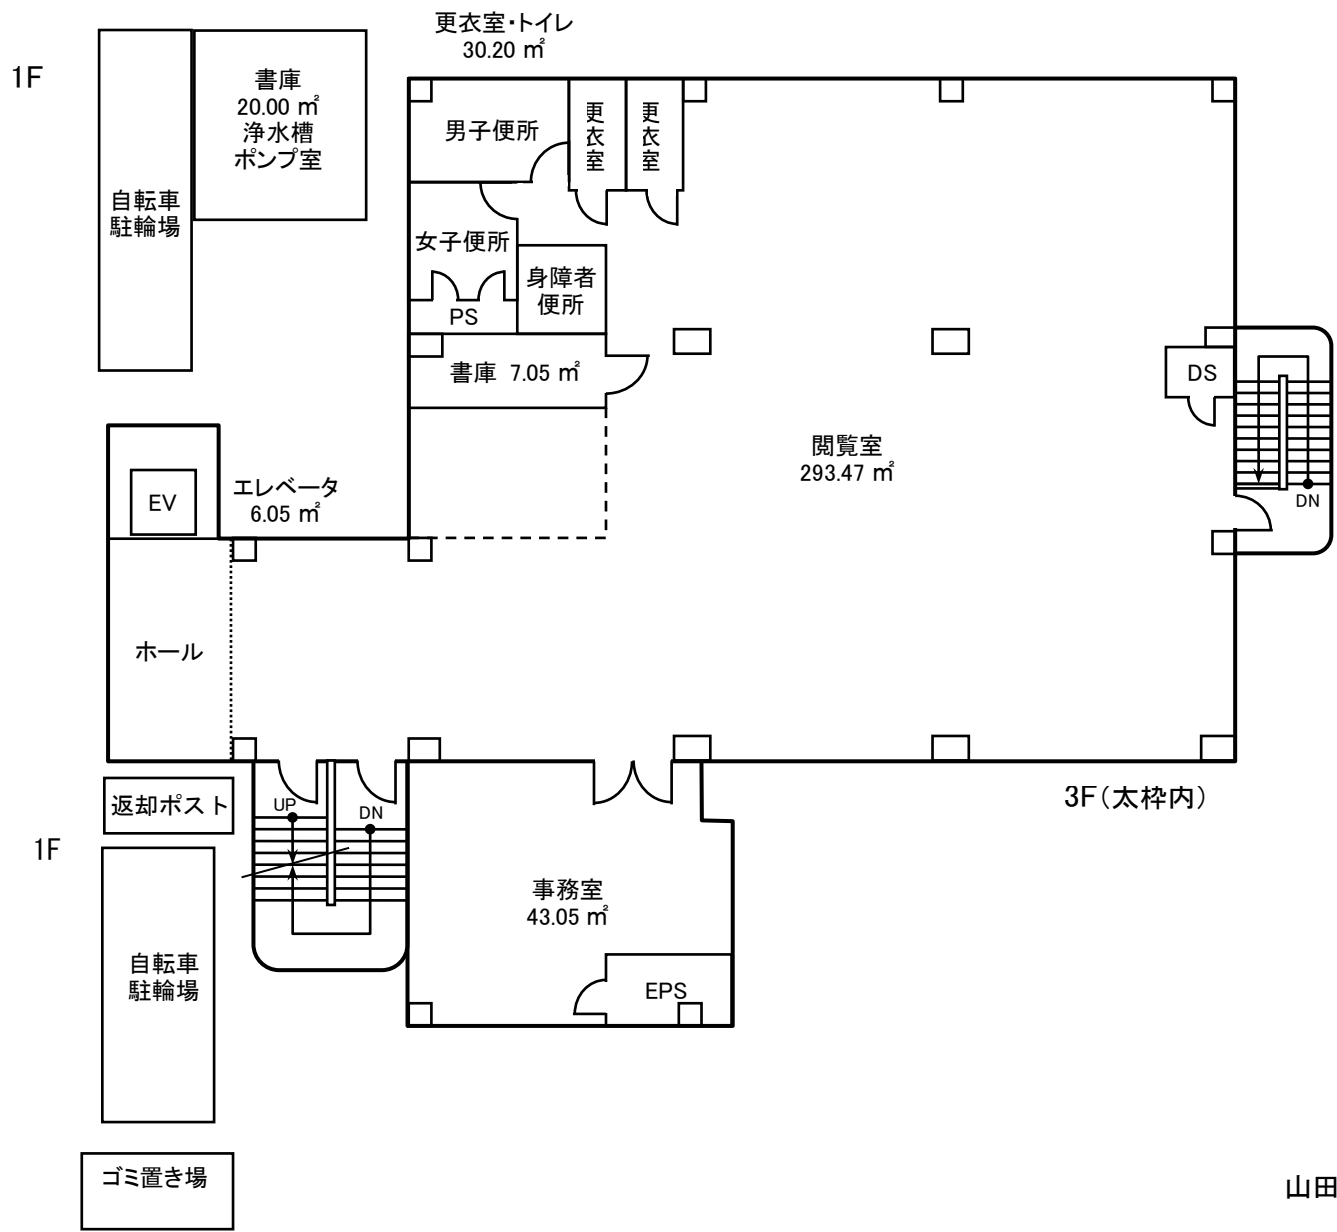 更衣室・トイレ
30.20 ㎡
1F
書庫
20.00 ㎡
浄水槽
ポンプ室
自転車
駐輪場
男子便所
更衣室
更衣室
女子便所
身障者
便所
PS
書庫 7.05 ㎡
DS
閲覧室
293.47 ㎡
DN
エレベータ
6.05 ㎡
EV
ホール
返却ポスト
UP
DN
3F（太枠内）
1F
事務室
43.05 ㎡
自転車
駐輪場
EPS
ゴミ置き場
山田